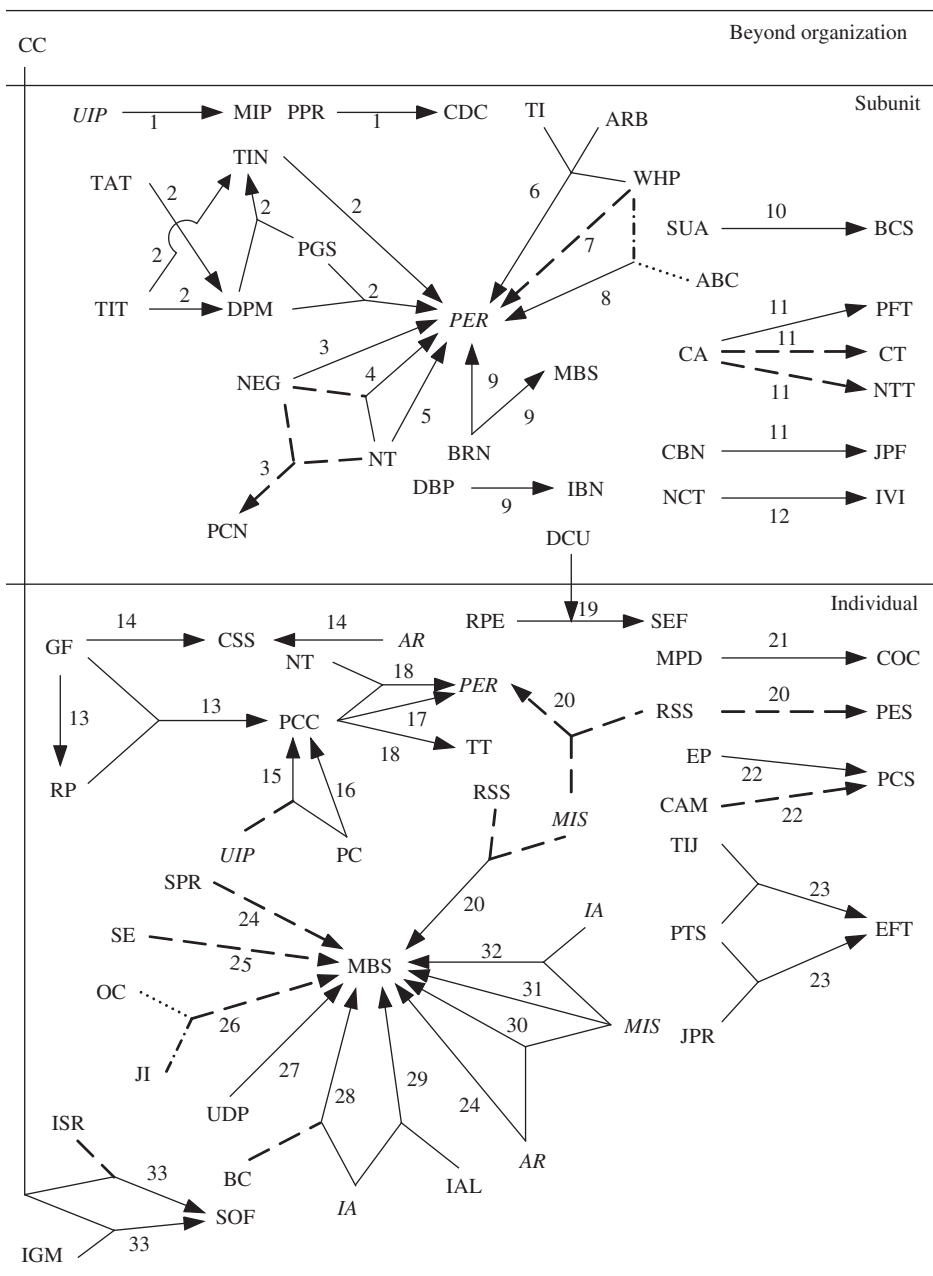 Beyond organization
CC
Subunit
UIP 1 MIP PPR 1 CDC TI ARB
TIN
TAT 2 2 2 6 WHP
10
SUA BCS
PGS 7
2
ABC
TIT 2 DPM 2 8
PER 11 PFT
3
CA 11 CT
NEG 4 9 MBS
11 NTT
5 9
BRN
11
3 NT CBN JPF
DBP 9 IBN NCT 12 IVI
PCN
DCU
Individual
14 14 RPE 19 SEF
GF CSS AR
NT MPD 21 COC
18 PER
20 RSS 20 PES
13 13 PCC 17
18 TT EP
22 PCS
RP 15 16 RSS CAM 22
MIS
UIP PC TIJ
SPR
24 20 IA 23
SE PTS EFT
25 MBS 32
OC 31 23
26 30 MIS
JI JPR
27 29
UDP 28 24
ISR
BC AR
33 IAL
IA
SOF
33
IGM